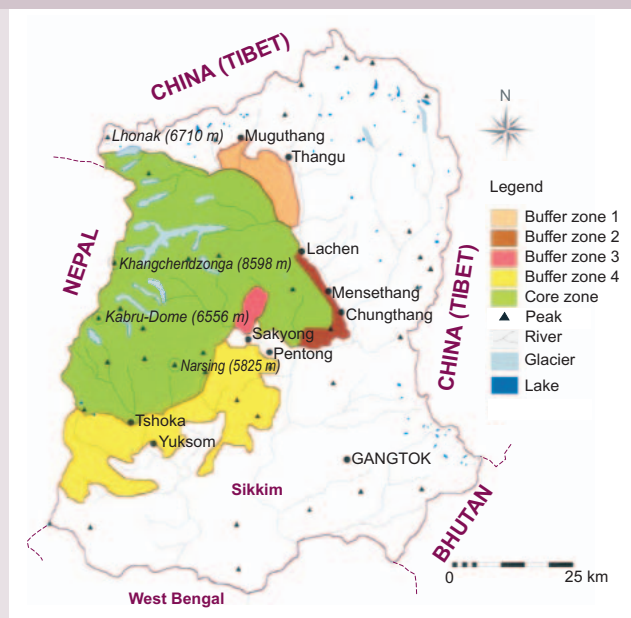 CHINA (TIBET)
N
Lhonak (6710 m)
Muguthang
Thangu
Legend
Buffer zone 1
Buffer zone 2
Buffer zone 3
Buffer zone 4
Core zone
Peak
River
Glacier
Lake
Lachen
NEPAL
Khangchendzonga (8598 m)
CHINA (TIBET)
Mensethang
Chungthang
Kabru-Dome (6556 m)
Sakyong
Pentong
Narsing (5825 m)
Tshoka
Yuksom
GANGTOK
Sikkim
BHUTAN
0 25 km
West Bengal